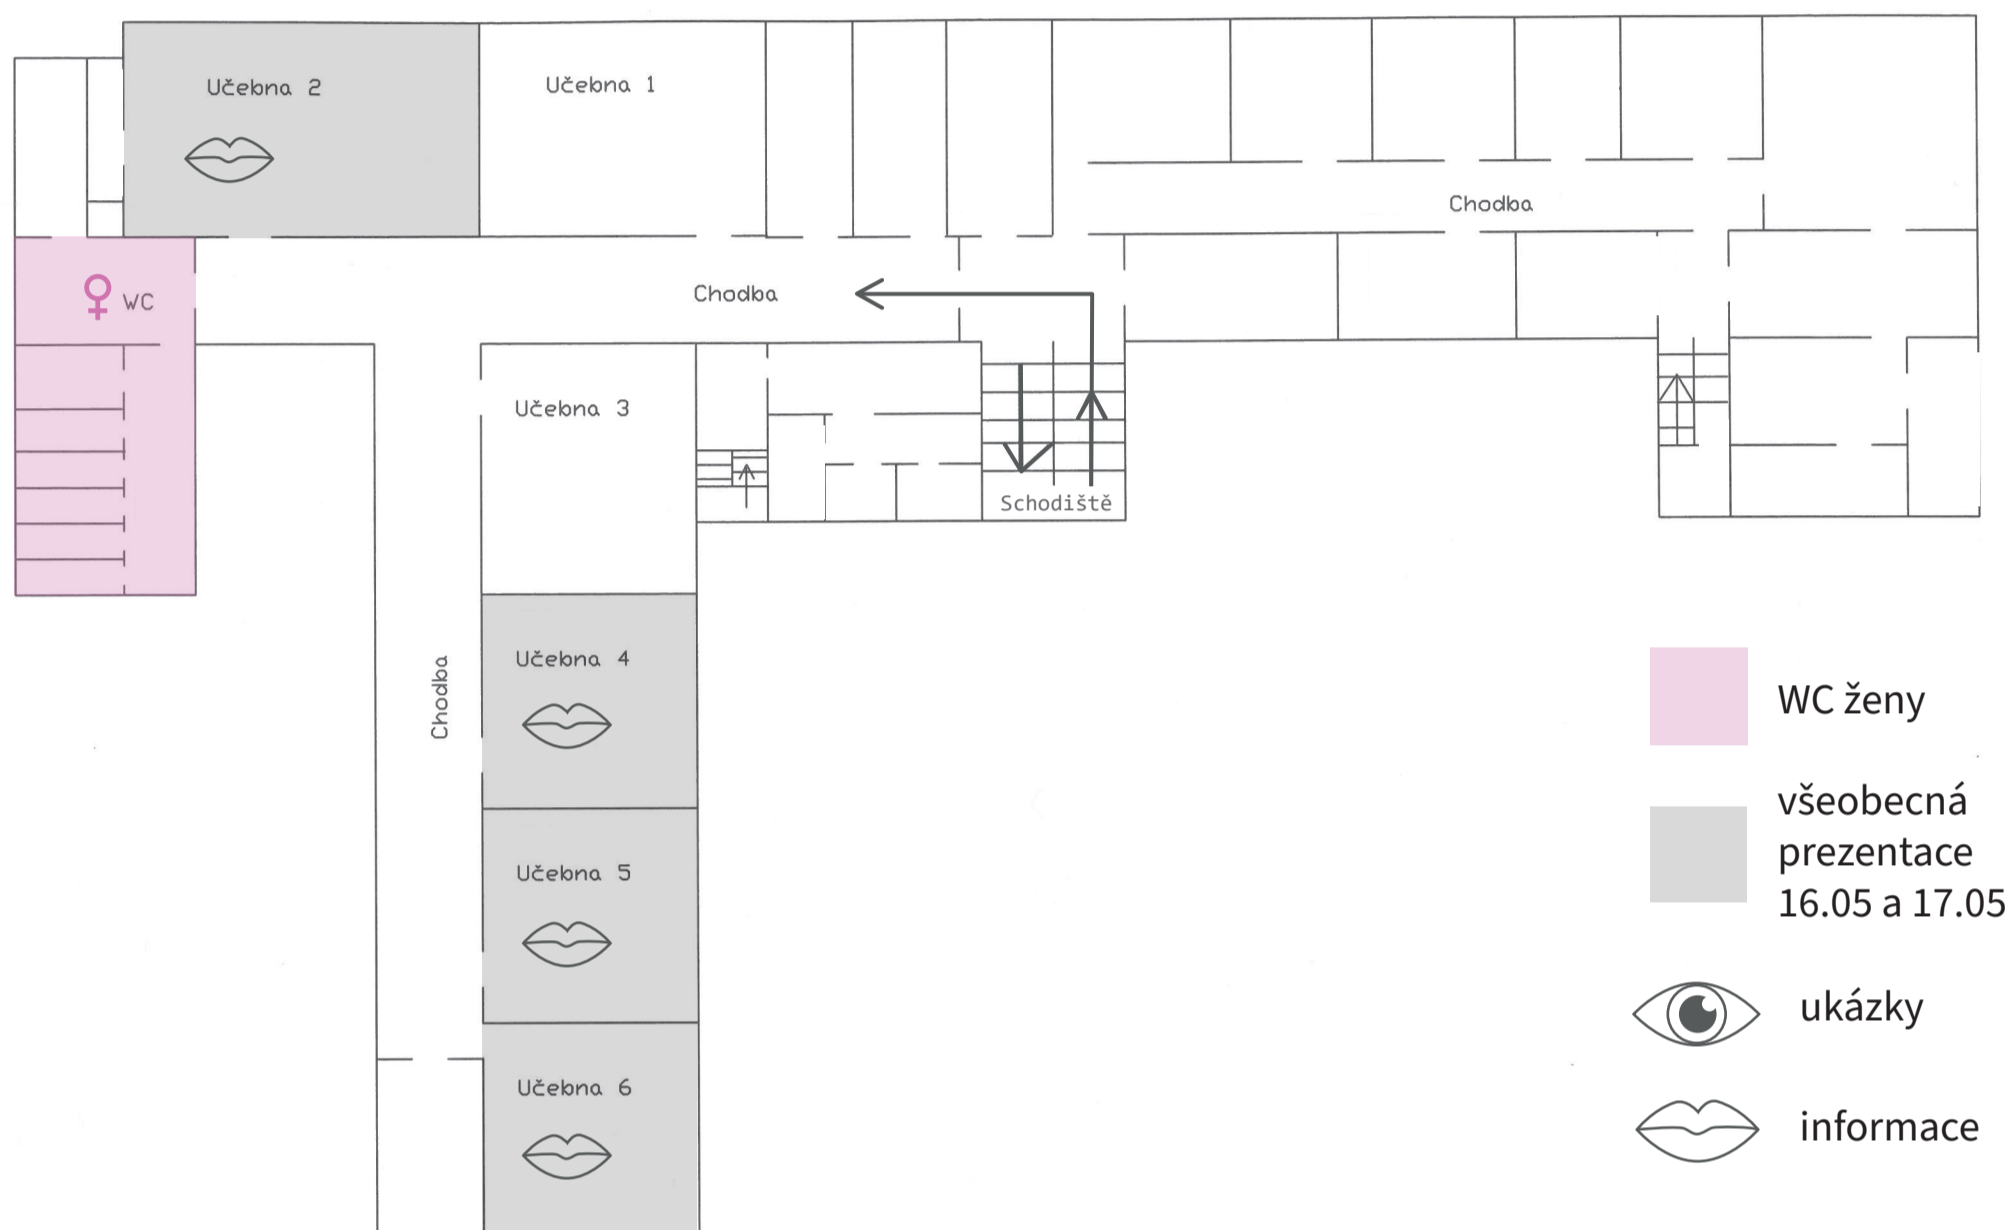 Učebna 2
Učebna 1
Chodba
WC
Chodba
Učebna 3
Schodiště
Učebna 4
Chodba
Učebna 5
Učebna 6
WC ženy
všeobecná
prezentace
16.05 a 17.05
ukázky
informace